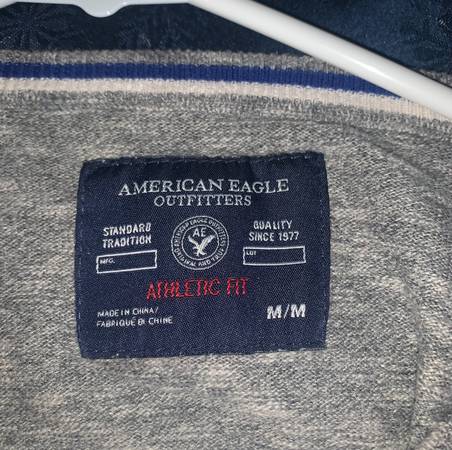 AMERICAN EAGLE
OUTFITTERS
STANDARD
TRADITION
AE
QUALITY
SINCE 1977
MFG.
LOT
ATHLETIC FIT
MADE IN CHINA/
FABRIQUÉ EN CHINE
M/M